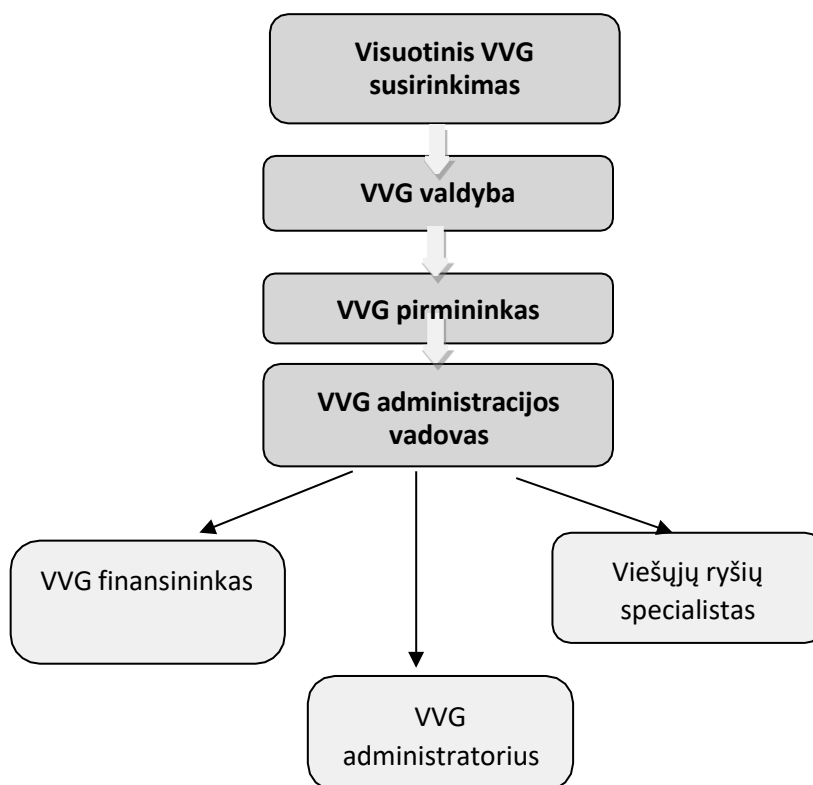 Visuotinis VVG
susirinkimas
VVG valdyba
VVG pirmininkas
VVG administracijos
vadovas
VVG finansininkas
Viešųjų ryšių
specialistas
VVG
administratorius